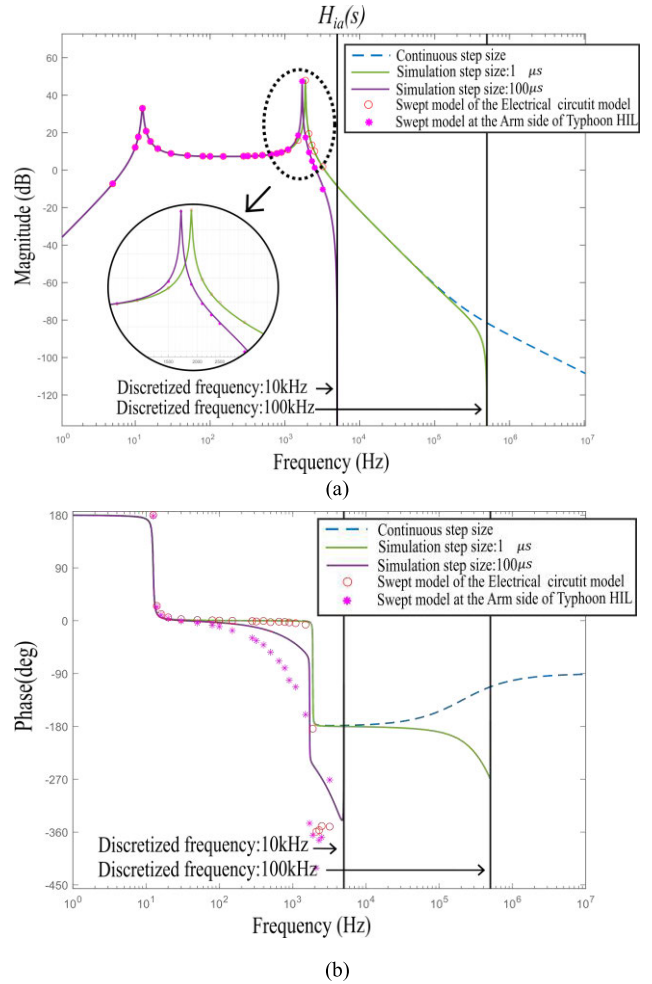 H_ia(s)
Continuous step size
Simulation step size:1 μs
Simulation step size:100μs
Swept model of the Electrical circutit model
Swept model at the Arm side of Typhoon HIL
40
20
0
-20
-40
-60
-80
-100
-120
Magnitude (dB)
Discretized frequency:10kHz
Discretized frequency:100kHz
10^0 10^1 10^2 10^3 10^4 10^5 10^6 10^7
Frequency (Hz)
(a)
Continuous step size
Simulation step size:1 μs
Simulation step size:100μs
Swept model of the Electrical circutit model
Swept model at the Arm side of Typhoon HIL
180
90
0
-90
-180
-270
-360
-450
Phase(deg)
Discretized frequency:10kHz
Discretized frequency:100kHz
10^0 10^1 10^2 10^3 10^4 10^5 10^6 10^7
Frequency (Hz)
(b)